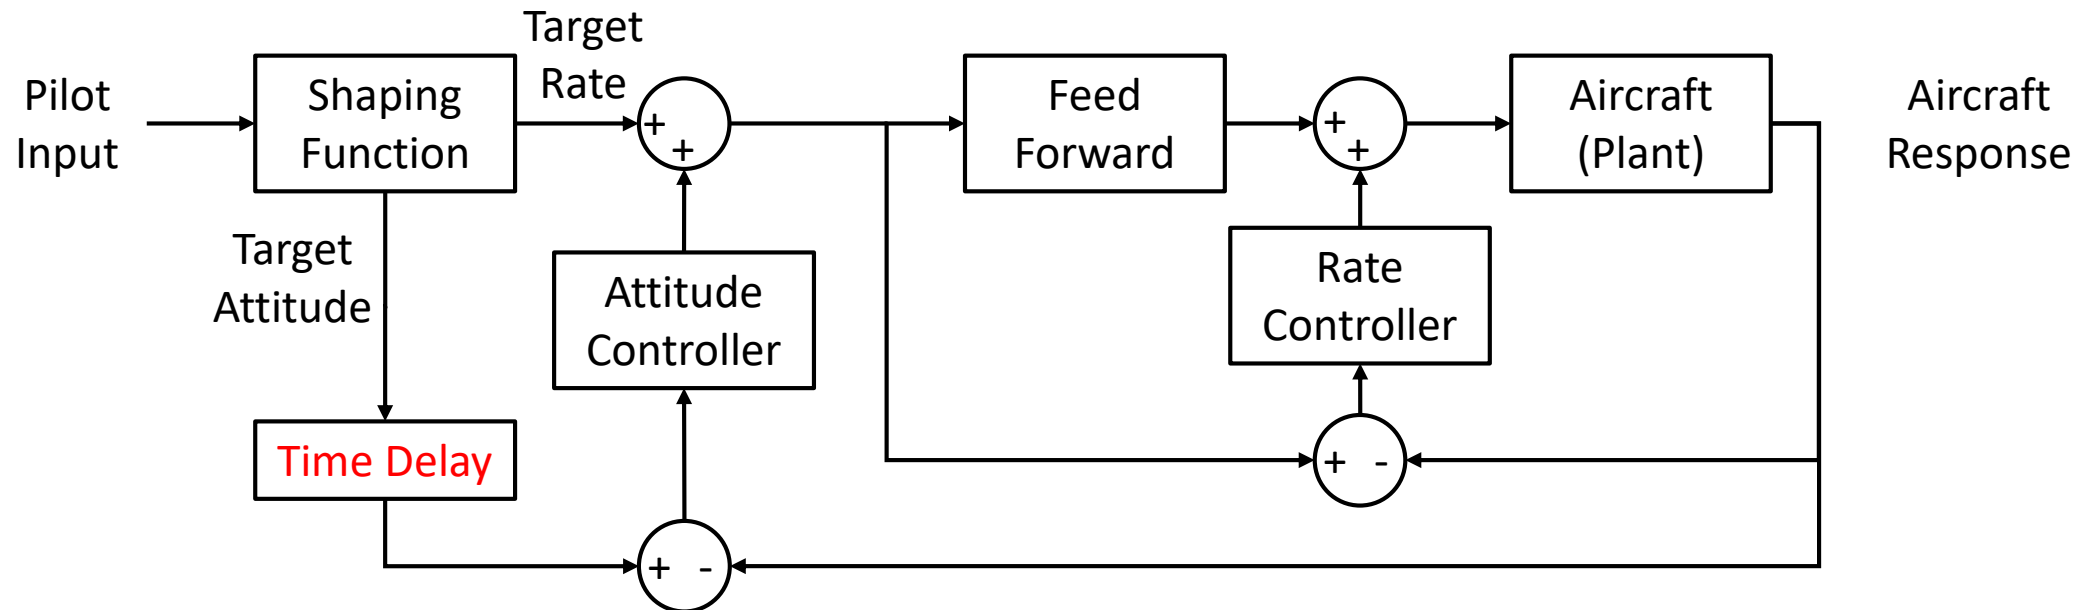 Target
Rate
Pilot
Input
Shaping
Function
+
+
Feed
Forward
+
+
Aircraft
(Plant)
Aircraft
Response
Target
Attitude
Attitude
Controller
Rate
Controller
Time Delay
+ -
+ -